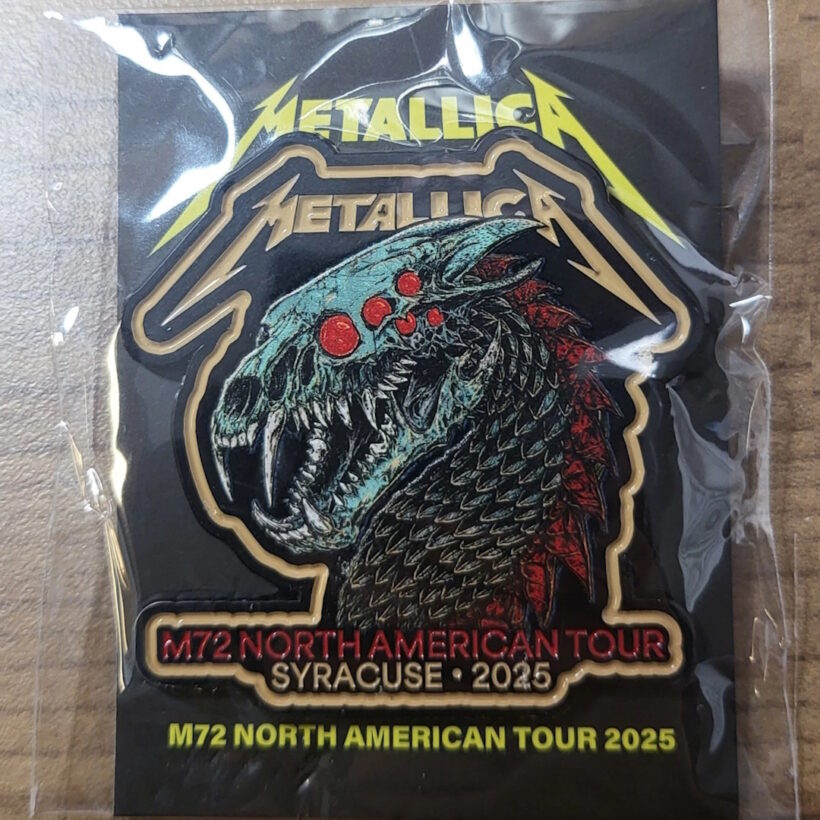 METALLICA
METALLICA
M72 NORTH AMERICAN TOUR
SYRACUSE • 2025
M72 NORTH AMERICAN TOUR 2025